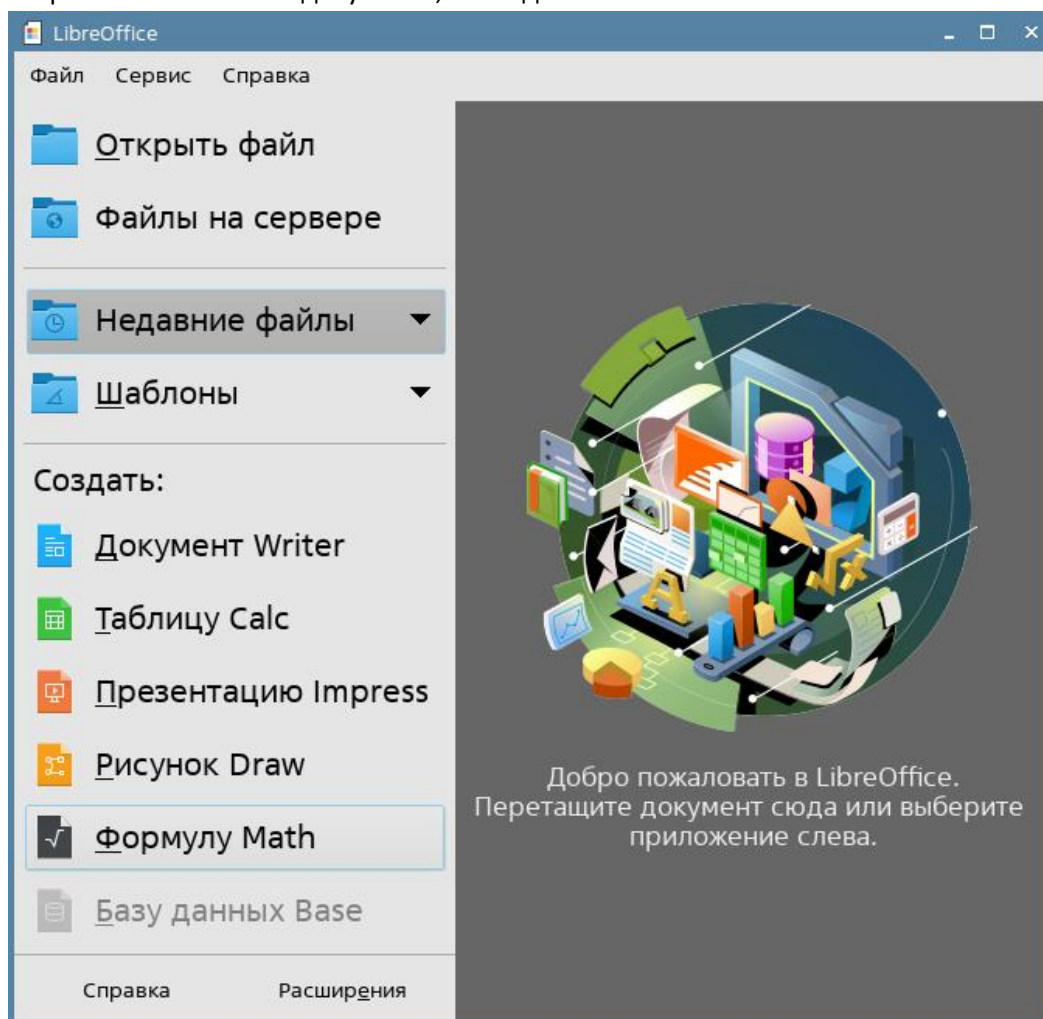 LibreOffice
Файл Сервис Справка
Открыть файл
Файлы на сервере
Недавние файлы
Шаблоны
Создать:
Документ Writer
Таблицу Calc
Презентацию Impress
Рисунок Draw
Формулу Math
Базу данных Base
Справка Расширения
Добро пожаловать в LibreOffice.
Перетащите документ сюда или выберите
приложение слева.